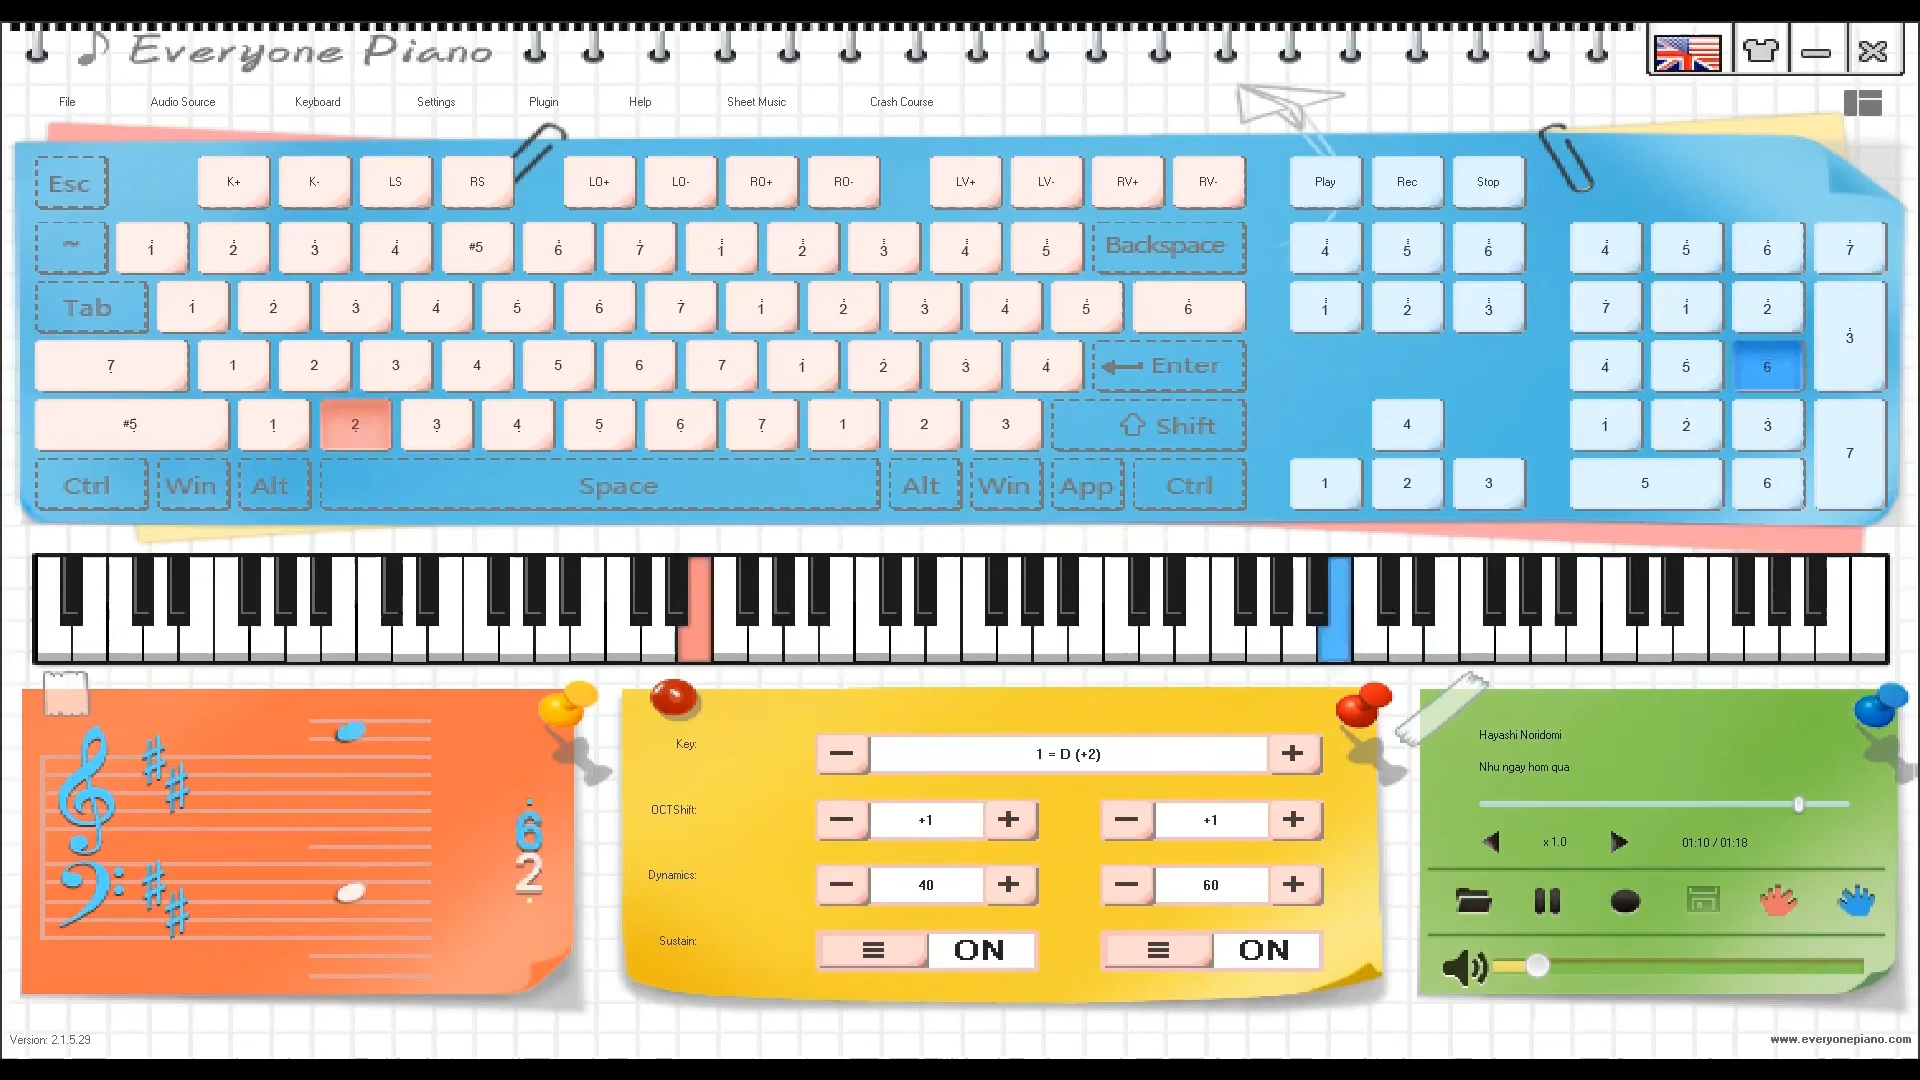 Everyone Piano
File Audio Source Keyboard Settings Plugin Help Sheet Music Crash Course
Esc K+ K- LS RS LO+ LO- RO+ RO- LV+ LV- RV+ RV- Play Rec Stop
~ 1 2 3 4 #5 6 7 1 2 3 4 5 Backspace 4 5 6 4 5 6 7
Tab 1 2 3 4 5 6 7 1 2 3 4 5 6 1 2 3 7 1 2 3
7 1 2 3 4 5 6 7 1 2 3 4 Enter 4 5 6
#5 1 2 3 4 5 6 7 1 2 3 Shift 4 1 2 3 7
Ctrl Win Alt Space Alt Win App Ctrl 1 2 3 5 6
6
2
Key: 1 = D (+2)
OCTShift: +1 +1
Dynamics: 40 60
Sustain: ON ON
Hayashi Noridomi
Nhu ngay hom qua
x 1.0 01:10 / 01:18
Version: 2.1.5.29
www.everyonepiano.com